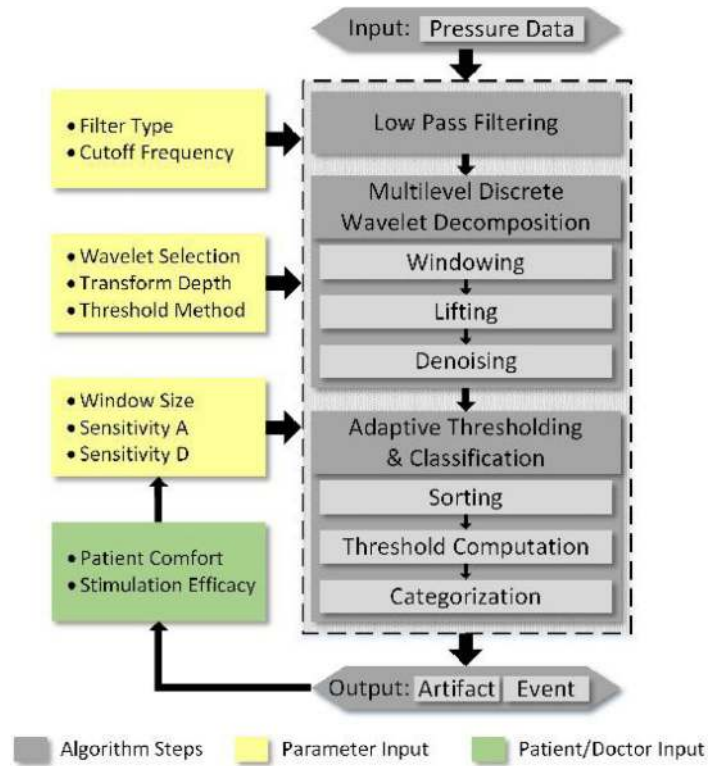 Input: Pressure Data
• Filter Type
• Cutoff Frequency
Low Pass Filtering
Multilevel Discrete
Wavelet Decomposition
• Wavelet Selection
• Transform Depth
• Threshold Method
Windowing
Lifting
Denoising
• Window Size
• Sensitivity A
• Sensitivity D
Adaptive Thresholding
& Classification
Sorting
Threshold Computation
Categorization
• Patient Comfort
• Stimulation Efficacy
Output: Artifact Event
Algorithm Steps
Parameter Input
Patient/Doctor Input